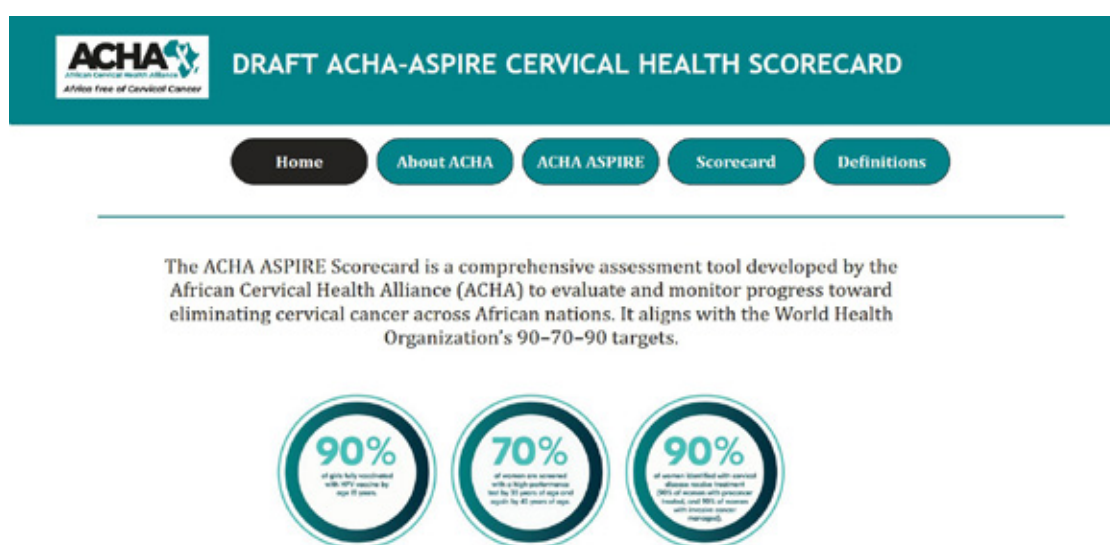 ACHA
African Cervical Health Alliance
Africa Free of Cervical Cancer
DRAFT ACHA-ASPIRE CERVICAL HEALTH SCORECARD
Home
About ACHA
ACHA ASPIRE
Scorecard
Definitions
The ACHA ASPIRE Scorecard is a comprehensive assessment tool developed by the
African Cervical Health Alliance (ACHA) to evaluate and monitor progress toward
eliminating cervical cancer across African nations. It aligns with the World Health
Organization's 90–70–90 targets.
90%
of girls fully vaccinated
with HPV vaccine by
age 15 years.
70%
of women are screened
with a high-performance
test by 35 years of age and
again by 45 years of age.
90%
of women identified with cervical
disease receive treatment
(90% of women with precancer
treated, and 90% of women
with invasive cancer
managed).